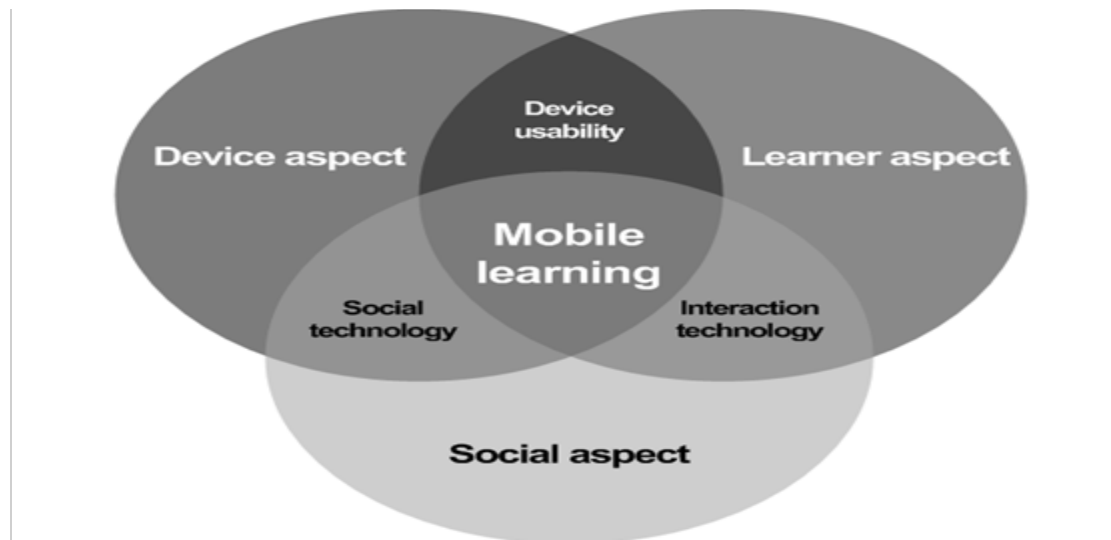 Device
usability
Device aspect
Learner aspect
Mobile
learning
Social
technology
Interaction
technology
Social aspect